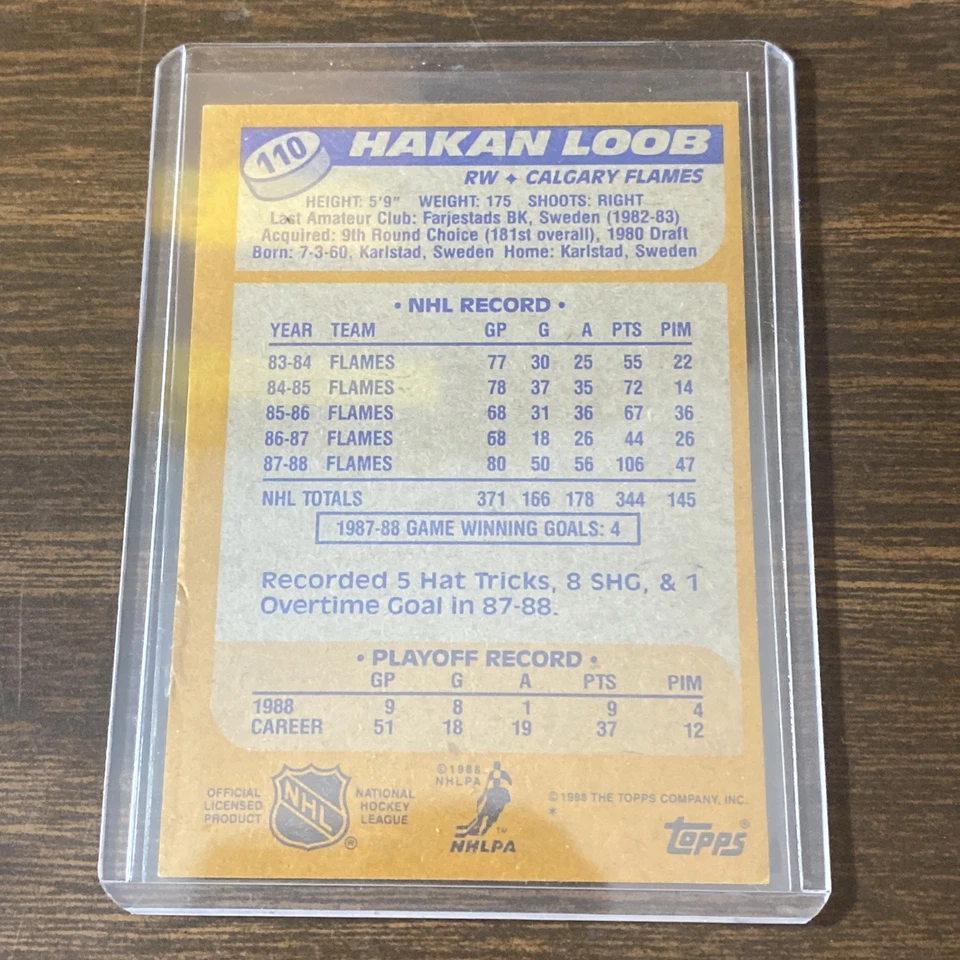 110 HAKAN LOOB
RW ✦ CALGARY FLAMES
HEIGHT: 5'9" WEIGHT: 175 SHOOTS: RIGHT
Last Amateur Club: Farjestads BK, Sweden (1982-83)
Acquired: 9th Round Choice (181st overall), 1980 Draft
Born: 7-3-60, Karlstad, Sweden Home: Karlstad, Sweden
• NHL RECORD •
YEAR TEAM GP G A PTS PIM
83-84 FLAMES 77 30 25 55 22
84-85 FLAMES 78 37 35 72 14
85-86 FLAMES 68 31 36 67 36
86-87 FLAMES 68 18 26 44 26
87-88 FLAMES 80 50 56 106 47
NHL TOTALS 371 166 178 344 145
1987-88 GAME WINNING GOALS: 4
Recorded 5 Hat Tricks, 8 SHG, & 1
Overtime Goal in 87-88.
• PLAYOFF RECORD •
GP G A PTS PIM
1988 9 8 1 9 4
CAREER 51 18 19 37 12
OFFICIAL
LICENSED
PRODUCT
NHL
®
NATIONAL
HOCKEY
LEAGUE
©1988
NHLPA
TM
NHLPA
©1988 THE TOPPS COMPANY, INC.
*
topps®